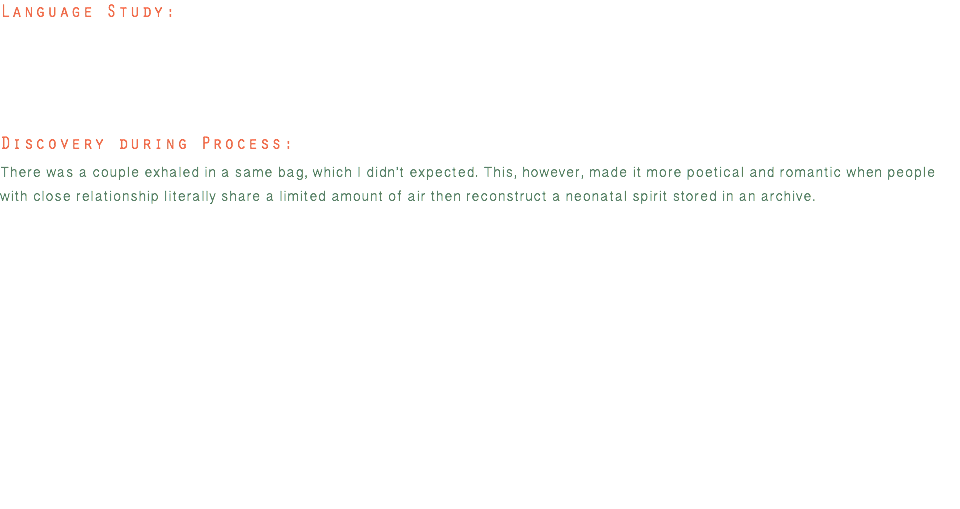 Language Study:
Discovery during Process:
There was a couple exhaled in a same bag, which I didn't expected. This, however, made it more poetical and romantic when people
with close relationship literally share a limited amount of air then reconstruct a neonatal spirit stored in an archive.